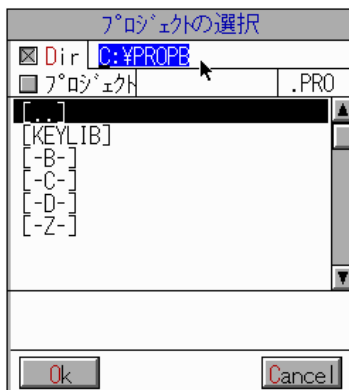 ﾌﾟﾛｼﾞｪｸﾄの選択
Dir C:¥PROPB
ﾌﾟﾛｼﾞｪｸﾄ .PRO
[..]
[KEYLIB]
[-B-]
[-C-]
[-D-]
[-Z-]
Ok Cancel